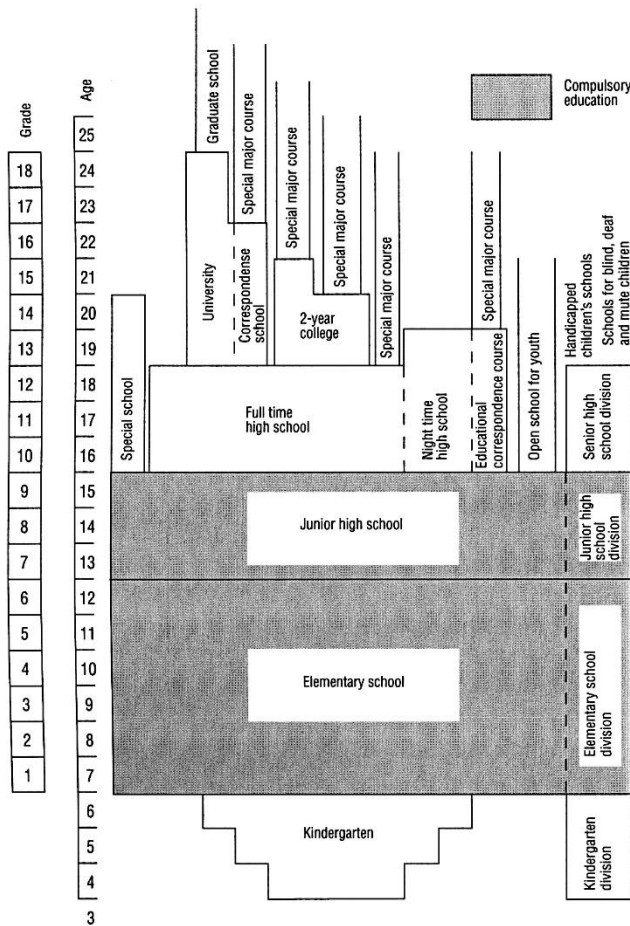 Compulsory
education
Grade
18
17
16
15
14
13
12
11
10
9
8
7
6
5
4
3
2
1
Age
25
24
23
22
21
20
19
18
17
16
15
14
13
12
11
10
9
8
7
6
5
4
3
Graduate school
Special major course
Special major course
Special major course
Special major course
Special major course
University
Correspondense
school
2-year
college
Special school
Full time
high school
Night time
high school
Educational
correspondence course
Open school for youth
Handicapped
children's schools
Schools for blind, deaf
and mute children
Senior high
school division
Junior high school
Junior high
school
division
Elementary school
Elementary school
division
Kindergarten
Kindergarten
division